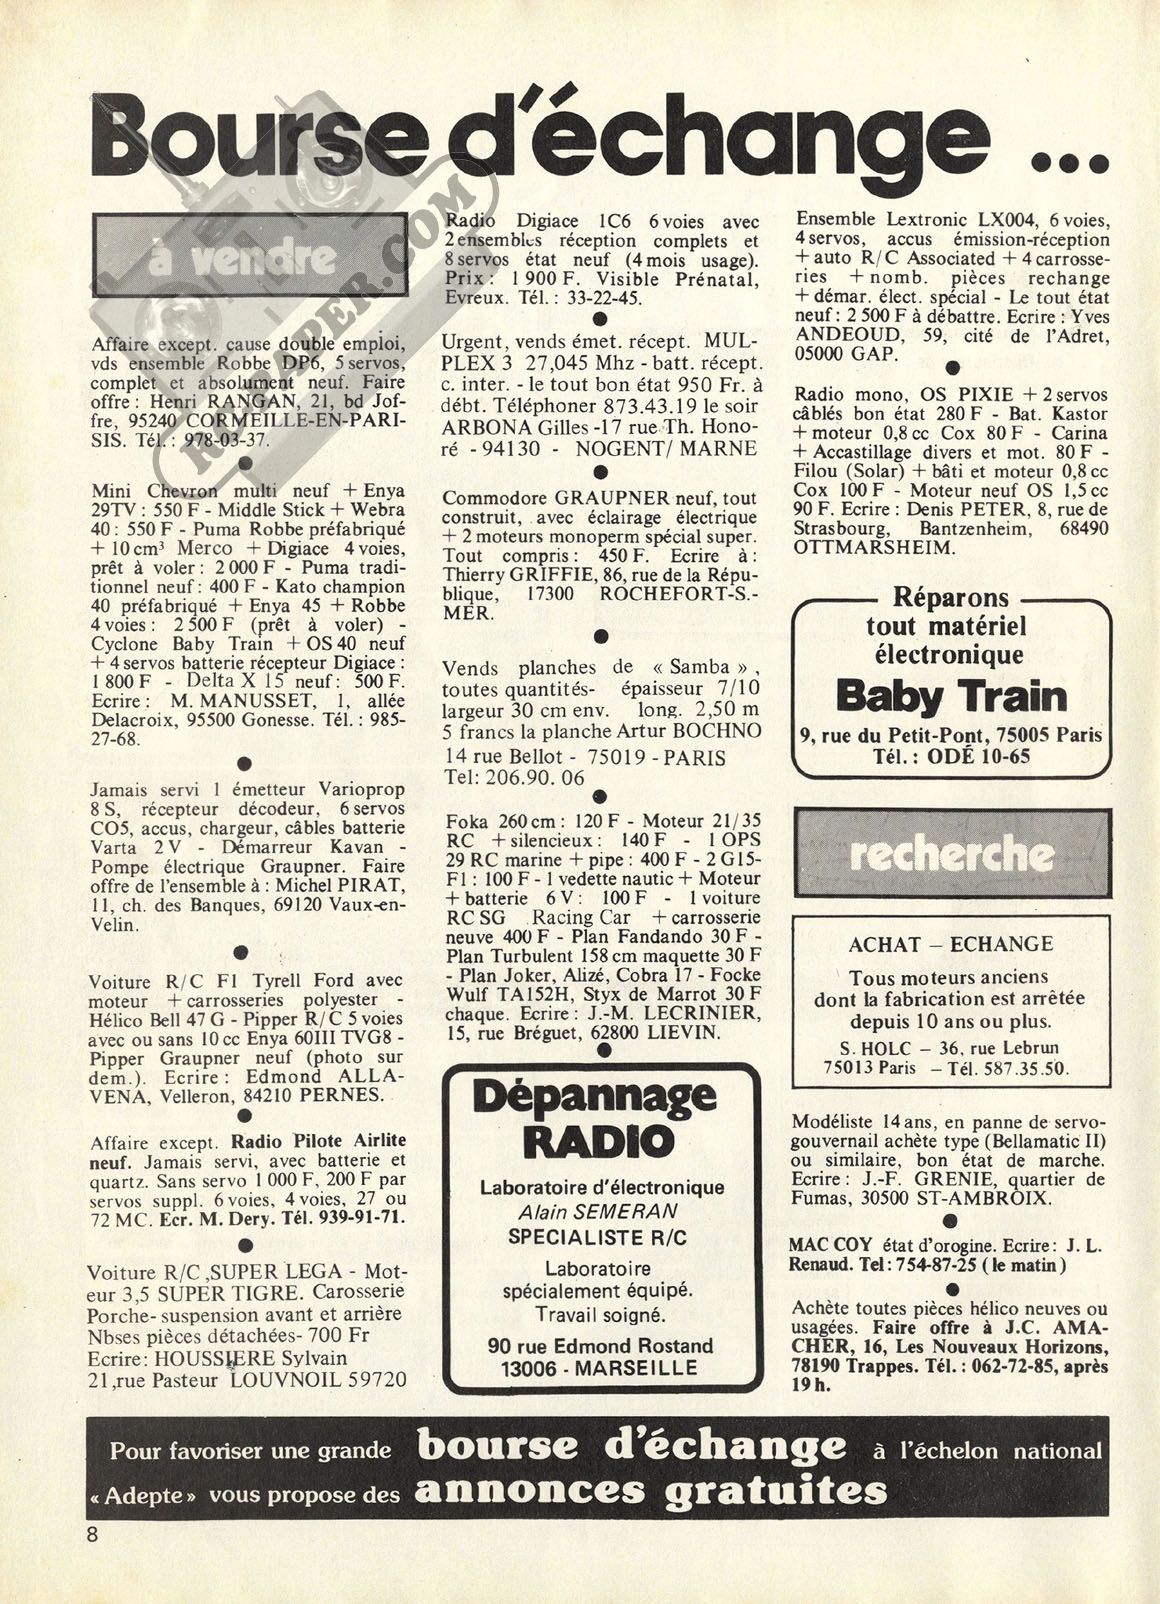 Bourse d'échange ...
à vendre
Affaire except. cause double emploi,
vds ensemble Robbe DP6, 5 servos,
complet et absolument neuf. Faire
offre : Henri RANGAN, 21, bd Jof-
fre, 95240 CORMEILLE-EN-PARI-
SIS. Tél. : 978-03-37.
Mini Chevron multi neuf + Enya
29TV : 550 F - Middle Stick + Webra
40 : 550 F - Puma Robbe préfabriqué
+ 10 cm³ Merco + Digiace 4 voies,
prêt à voler : 2 000 F - Puma tradi-
tionnel neuf : 400 F - Kato champion
40 préfabriqué + Enya 45 + Robbe
4 voies : 2 500 F (prêt à voler) -
Cyclone Baby Train + OS 40 neuf
+ 4 servos batterie récepteur Digiace :
1 800 F - Delta X 15 neuf : 500 F.
Ecrire : M. MANUSSET, 1, allée
Delacroix, 95500 Gonesse. Tél. : 985-
27-68.
Jamais servi 1 émetteur Varioprop
8 S, récepteur décodeur, 6 servos
CO5, accus, chargeur, câbles batterie
Varta 2 V - Démarreur Kavan -
Pompe électrique Graupner. Faire
offre de l'ensemble à : Michel PIRAT,
11, ch. des Banques, 69120 Vaux-en-
Velin.
Voiture R/C F1 Tyrell Ford avec
moteur + carrosseries polyester -
Hélico Bell 47 G - Pipper R/C 5 voies
avec ou sans 10 cc Enya 60III TVG8 -
Pipper Graupner neuf (photo sur
dem.). Ecrire : Edmond ALLA-
VENA, Velleron, 84210 PERNES.
Affaire except. Radio Pilote Airlite
neuf. Jamais servi, avec batterie et
quartz. Sans servo 1 000 F, 200 F par
servos suppl. 6 voies, 4 voies, 27 ou
72 MC. Ecr. M. Dery. Tél. 939-91-71.
Voiture R/C ,SUPER LEGA - Mot-
eur 3,5 SUPER TIGRE. Carosserie
Porche- suspension avant et arrière
Nbses pièces détachées- 700 Fr
Ecrire: HOUSSIERE Sylvain
21,rue Pasteur LOUVNOIL 59720
Radio Digiace 1C6 6 voies avec
2 ensembles réception complets et
8 servos état neuf (4 mois usage).
Prix : 1 900 F. Visible Prénatal,
Evreux. Tél. : 33-22-45.
Urgent, vends émet. récept. MUL-
PLEX 3 27,045 Mhz - batt. récept.
c. inter. - le tout bon état 950 Fr. à
débt. Téléphoner 873.43.19 le soir
ARBONA Gilles -17 rue Th. Hono-
ré - 94130 - NOGENT/ MARNE
Commodore GRAUPNER neuf, tout
construit, avec éclairage électrique
+ 2 moteurs monoperm spécial super.
Tout compris : 450 F. Ecrire à :
Thierry GRIFFIE, 86, rue de la Répu-
blique, 17300 ROCHEFORT-S.-
MER.
Vends planches de « Samba » ,
toutes quantités- épaisseur 7/10
largeur 30 cm env. long. 2,50 m
5 francs la planche Artur BOCHNO
14 rue Bellot - 75019 - PARIS
Tel: 206.90. 06
Foka 260 cm : 120 F - Moteur 21/35
RC + silencieux : 140 F - 1 OPS
29 RC marine + pipe : 400 F - 2 G15-
F1 : 100 F - 1 vedette nautic + Moteur
+ batterie 6 V : 100 F - 1 voiture
RC SG Racing Car + carrosserie
neuve 400 F - Plan Fandando 30 F -
Plan Turbulent 158 cm maquette 30 F
- Plan Joker, Alizé, Cobra 17 - Focke
Wulf TA152H, Styx de Marrot 30 F
chaque. Ecrire : J.-M. LECRINIER,
15, rue Bréguet, 62800 LIEVIN.
Dépannage
RADIO
Laboratoire d'électronique
Alain SEMERAN
SPECIALISTE R/C
Laboratoire
spécialement équipé.
Travail soigné.
90 rue Edmond Rostand
13006 - MARSEILLE
Ensemble Lextronic LX004, 6 voies,
4 servos, accus émission-réception
+ auto R/C Associated + 4 carrosse-
ries + nomb. pièces rechange
+ démar. élect. spécial - Le tout état
neuf : 2 500 F à débattre. Ecrire : Yves
ANDEOUD, 59, cité de l'Adret,
05000 GAP.
Radio mono, OS PIXIE + 2 servos
câblés bon état 280 F - Bat. Kastor
+ moteur 0,8 cc Cox 80 F - Carina
+ Accastillage divers et mot. 80 F -
Filou (Solar) + bâti et moteur 0,8 cc
Cox 100 F - Moteur neuf OS 1,5 cc
90 F. Ecrire : Denis PETER, 8, rue de
Strasbourg, Bantzenheim, 68490
OTTMARSHEIM.
Réparons
tout matériel
électronique
Baby Train
9, rue du Petit-Pont, 75005 Paris
Tél. : ODÉ 10-65
recherche
ACHAT – ECHANGE
Tous moteurs anciens
dont la fabrication est arrêtée
depuis 10 ans ou plus.
S. HOLC – 36, rue Lebrun
75013 Paris – Tél. 587.35.50.
Modéliste 14 ans, en panne de servo-
gouvernail achète type (Bellamatic II)
ou similaire, bon état de marche.
Ecrire : J.-F. GRENIE, quartier de
Fumas, 30500 ST-AMBROIX.
MAC COY état d'orogine. Ecrire : J. L.
Renaud. Tel : 754-87-25 ( le matin )
Achète toutes pièces hélico neuves ou
usagées. Faire offre à J.C. AMA-
CHER, 16, Les Nouveaux Horizons,
78190 Trappes. Tél. : 062-72-85, après
19 h.
Pour favoriser une grande bourse d'échange à l'échelon national
« Adepte » vous propose des annonces gratuites
8
RC-PAPER.COM